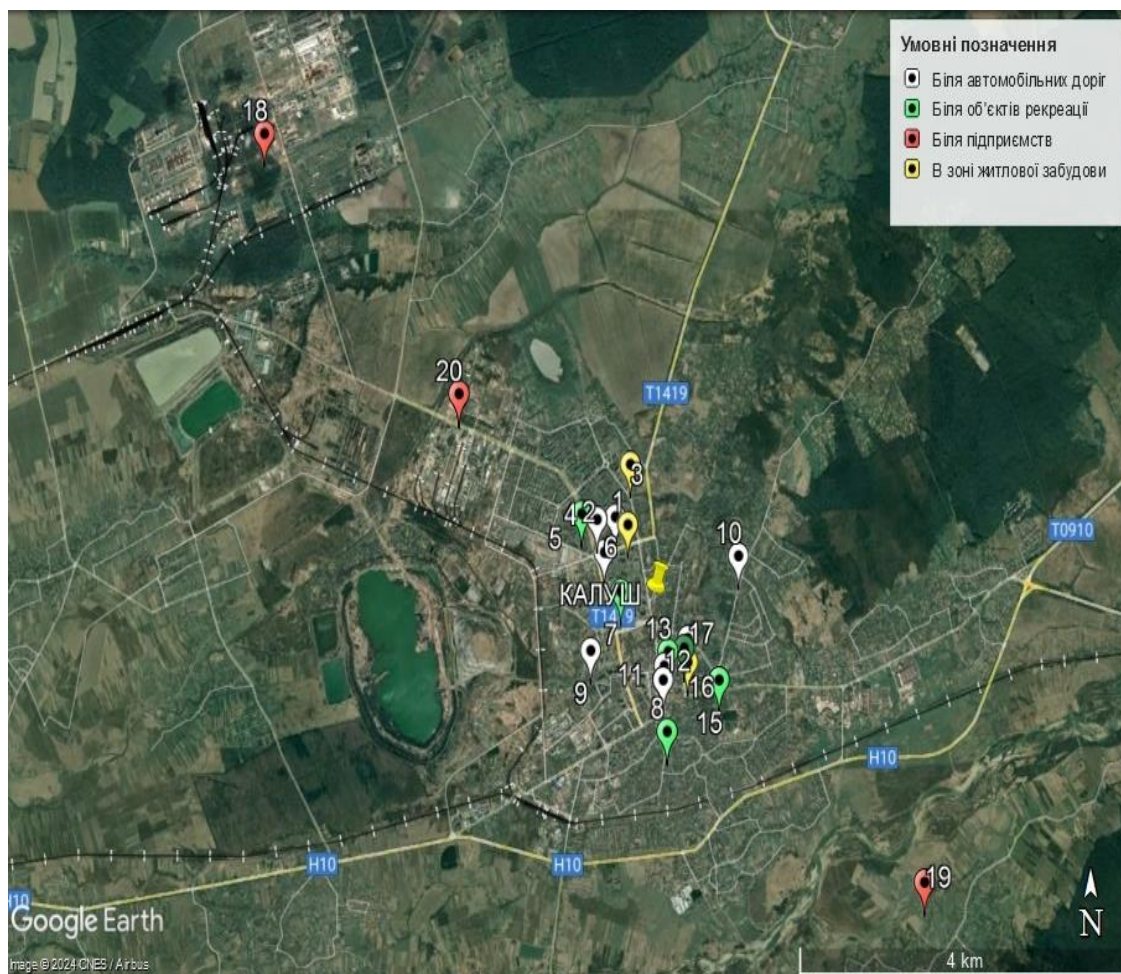 Умовні позначення
Біля автомобільних доріг
Біля об'єктів рекреації
Біля підприємств
В зоні житлової забудови
18
20
T1419
3
1
2
4
5
6
10
T0910
КАЛУШ
T1419
7
13
17
12
9
11
16
8
15
H10
H10
H10
H10
19
N
Google Earth
Image © 2024 CNES / Airbus
4 km